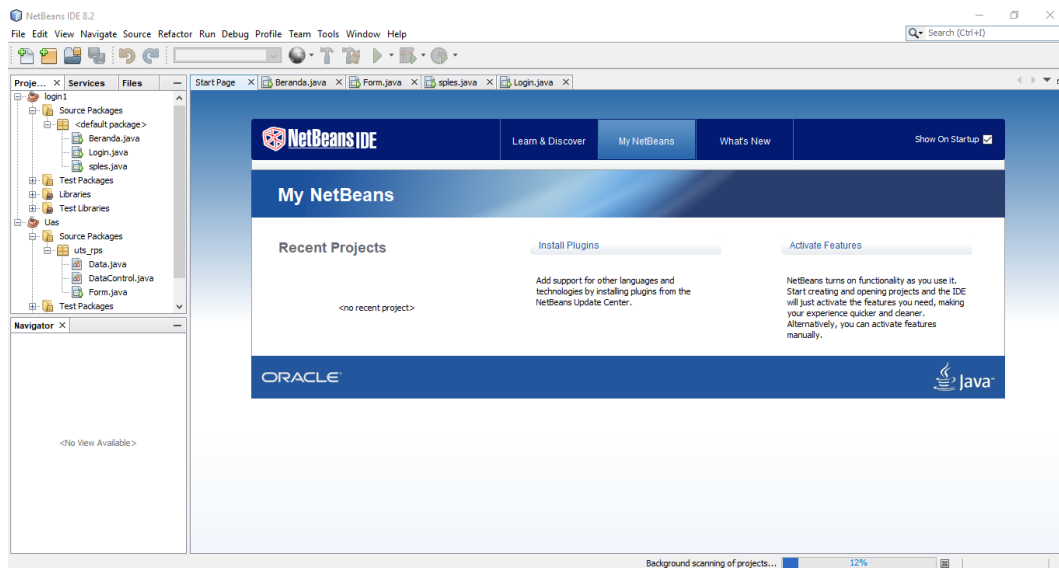 NetBeans IDE 8.2
File Edit View Navigate Source Refactor Run Debug Profile Team Tools Window Help
Search (Ctrl+I)
Proje... Services Files
Start Page Beranda.java Form.java sples.java Login.java
login1
Source Packages
<default package>
Beranda.java
Login.java
sples.java
Test Packages
Libraries
Test Libraries
Uas
Source Packages
uts_rps
Data.java
DataControl.java
Form.java
Test Packages
Navigator
<No View Available>
NetBeans IDE
Learn & Discover
My NetBeans
What's New
Show On Startup
My NetBeans
Recent Projects
<no recent project>
Install Plugins
Add support for other languages and
technologies by installing plugins from the
NetBeans Update Center.
Activate Features
NetBeans turns on functionality as you use it.
Start creating and opening projects and the IDE
will just activate the features you need, making
your experience quicker and cleaner.
Alternatively, you can activate features
manually.
ORACLE
Java
Background scanning of projects... 12%